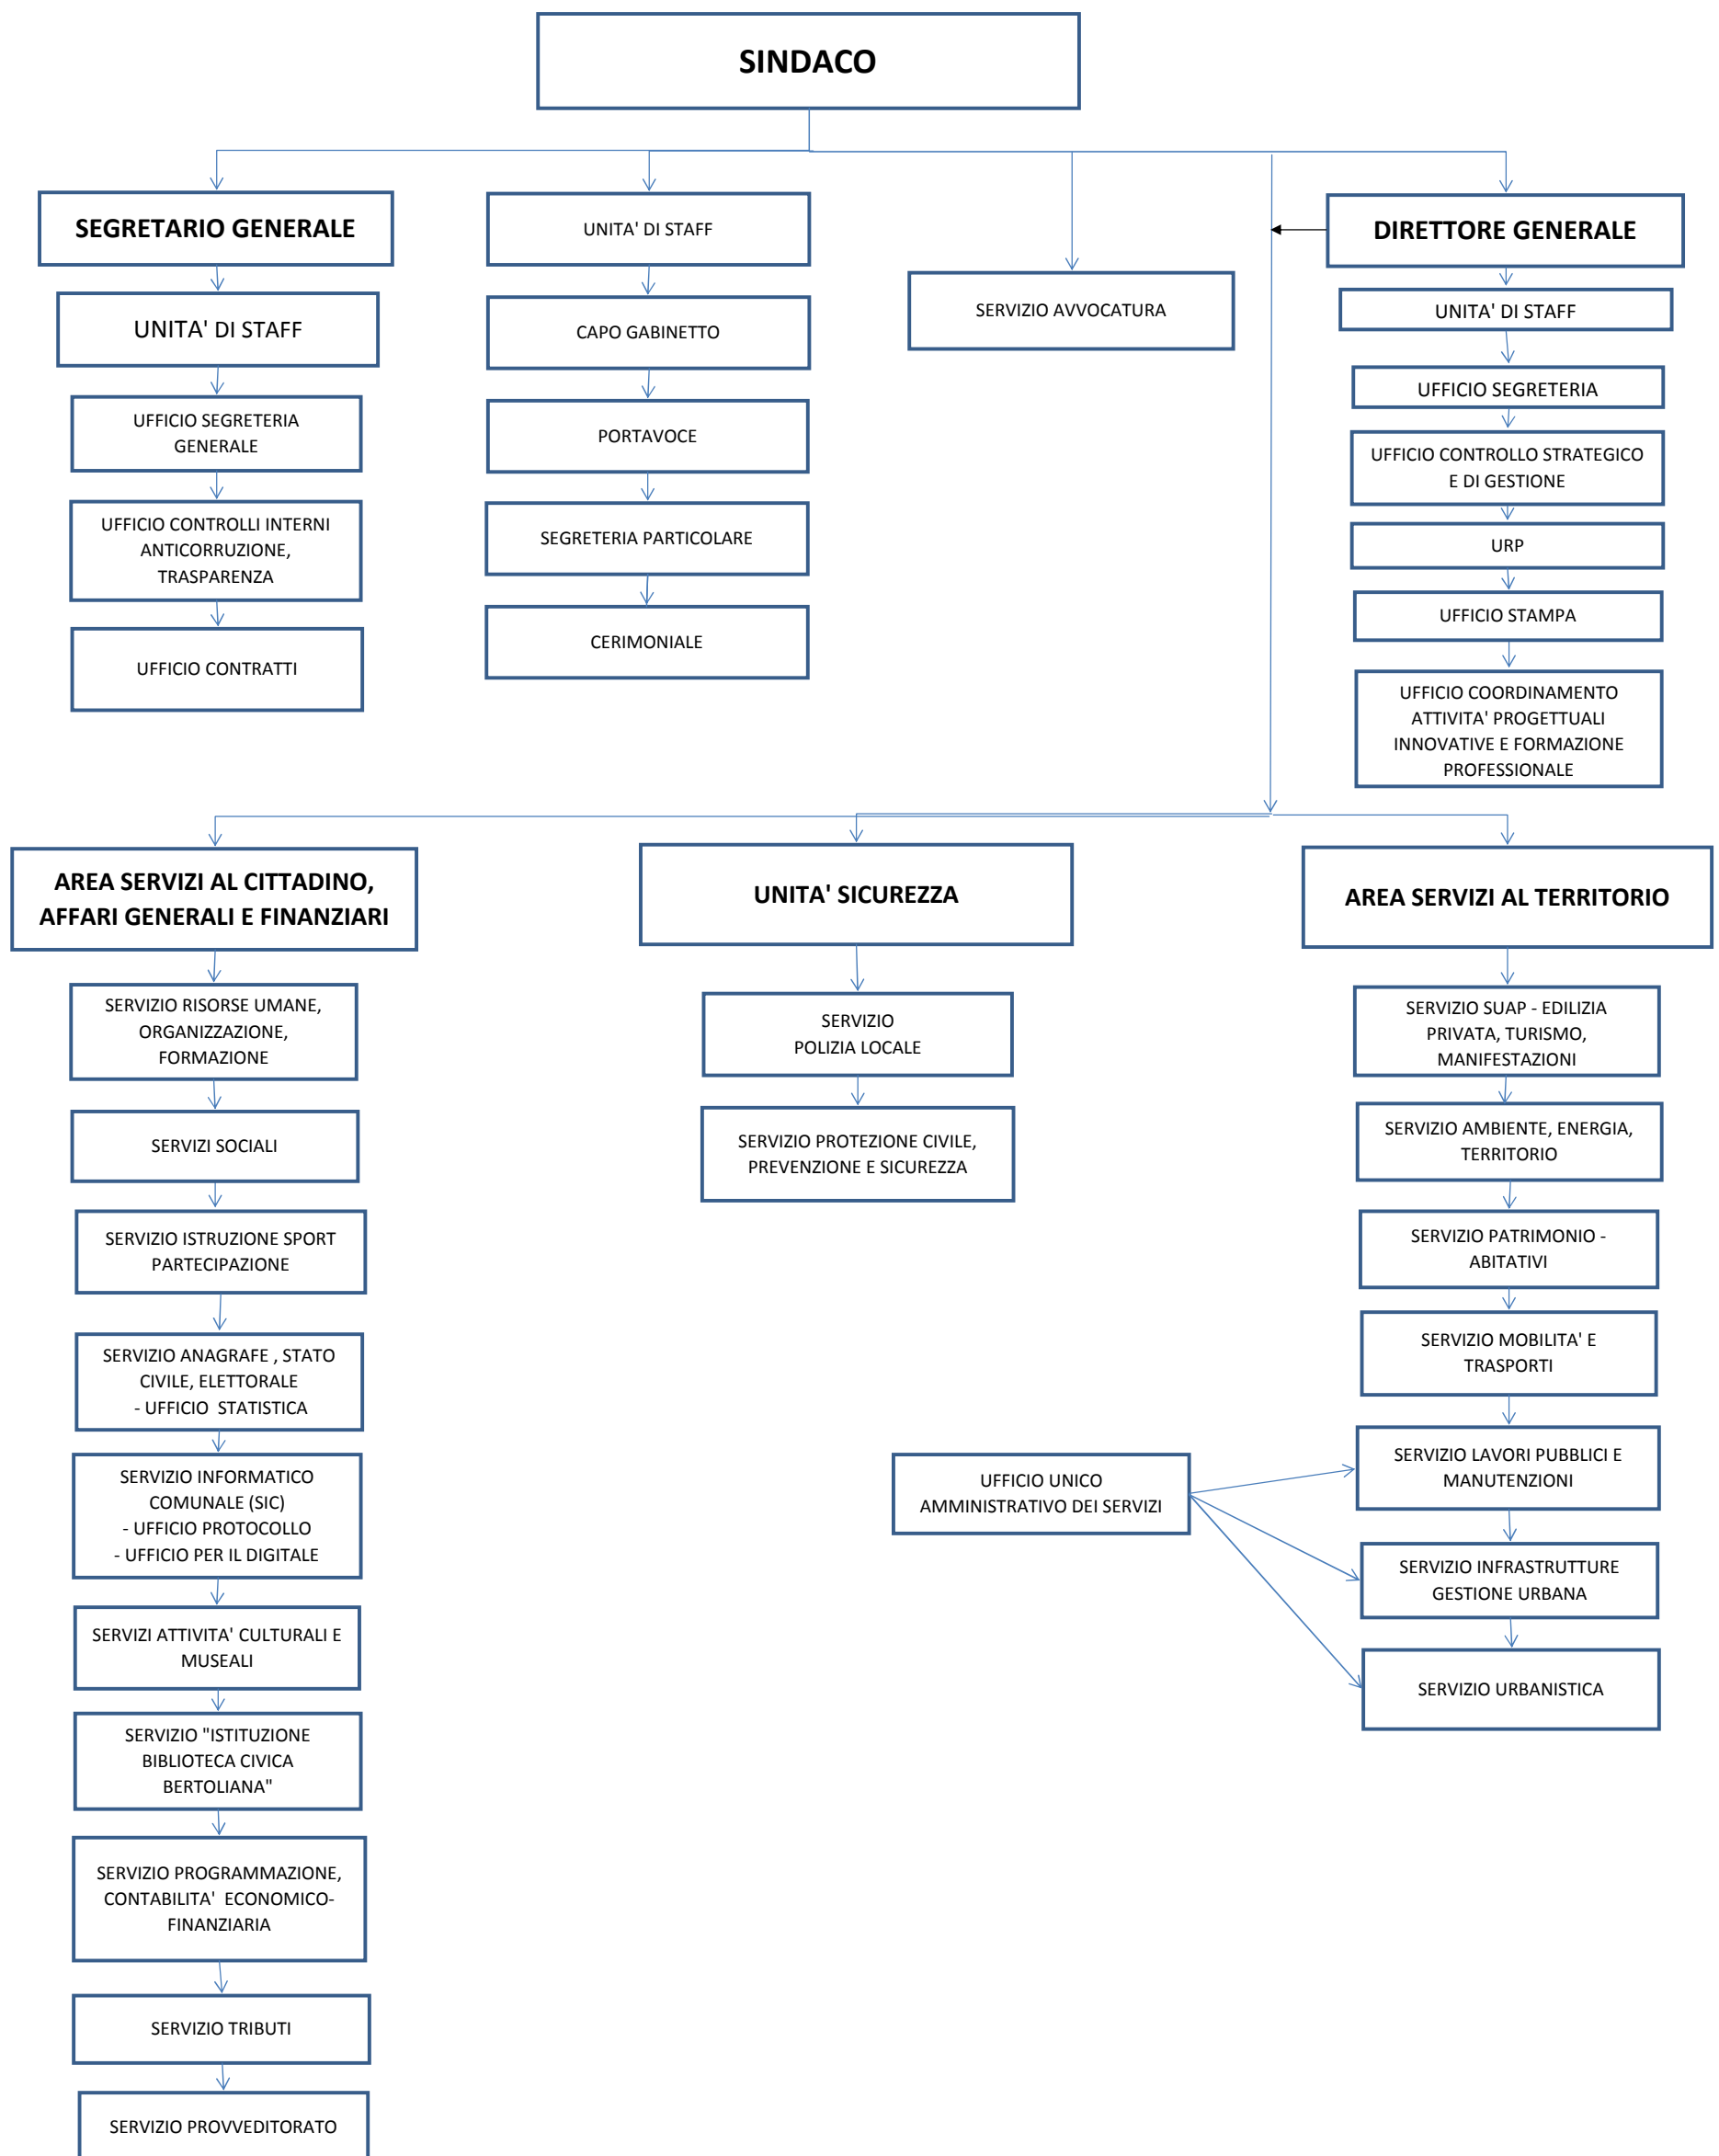 SINDACO
SEGRETARIO GENERALE
UNITA' DI STAFF
UFFICIO SEGRETERIA
GENERALE
UFFICIO CONTROLLI INTERNI
ANTICORRUZIONE,
TRASPARENZA
UFFICIO CONTRATTI
UNITA' DI STAFF
CAPO GABINETTO
PORTAVOCE
SEGRETERIA PARTICOLARE
CERIMONIALE
SERVIZIO AVVOCATURA
DIRETTORE GENERALE
UNITA' DI STAFF
UFFICIO SEGRETERIA
UFFICIO CONTROLLO STRATEGICO
E DI GESTIONE
URP
UFFICIO STAMPA
UFFICIO COORDINAMENTO
ATTIVITA' PROGETTUALI
INNOVATIVE E FORMAZIONE
PROFESSIONALE
AREA SERVIZI AL CITTADINO,
AFFARI GENERALI E FINANZIARI
SERVIZIO RISORSE UMANE,
ORGANIZZAZIONE,
FORMAZIONE
SERVIZI SOCIALI
SERVIZIO ISTRUZIONE SPORT
PARTECIPAZIONE
SERVIZIO ANAGRAFE , STATO
CIVILE, ELETTORALE
- UFFICIO  STATISTICA
SERVIZIO INFORMATICO
COMUNALE (SIC)
- UFFICIO PROTOCOLLO
- UFFICIO PER IL DIGITALE
SERVIZI ATTIVITA' CULTURALI E
MUSEALI
SERVIZIO "ISTITUZIONE
BIBLIOTECA CIVICA
BERTOLIANA"
SERVIZIO PROGRAMMAZIONE,
CONTABILITA'  ECONOMICO-
FINANZIARIA
SERVIZIO TRIBUTI
SERVIZIO PROVVEDITORATO
UNITA' SICUREZZA
SERVIZIO
POLIZIA LOCALE
SERVIZIO PROTEZIONE CIVILE,
PREVENZIONE E SICUREZZA
AREA SERVIZI AL TERRITORIO
SERVIZIO SUAP - EDILIZIA
PRIVATA, TURISMO,
MANIFESTAZIONI
SERVIZIO AMBIENTE, ENERGIA,
TERRITORIO
SERVIZIO PATRIMONIO -
ABITATIVI
SERVIZIO MOBILITA' E
TRASPORTI
SERVIZIO LAVORI PUBBLICI E
MANUTENZIONI
UFFICIO UNICO
AMMINISTRATIVO DEI SERVIZI
SERVIZIO INFRASTRUTTURE
GESTIONE URBANA
SERVIZIO URBANISTICA